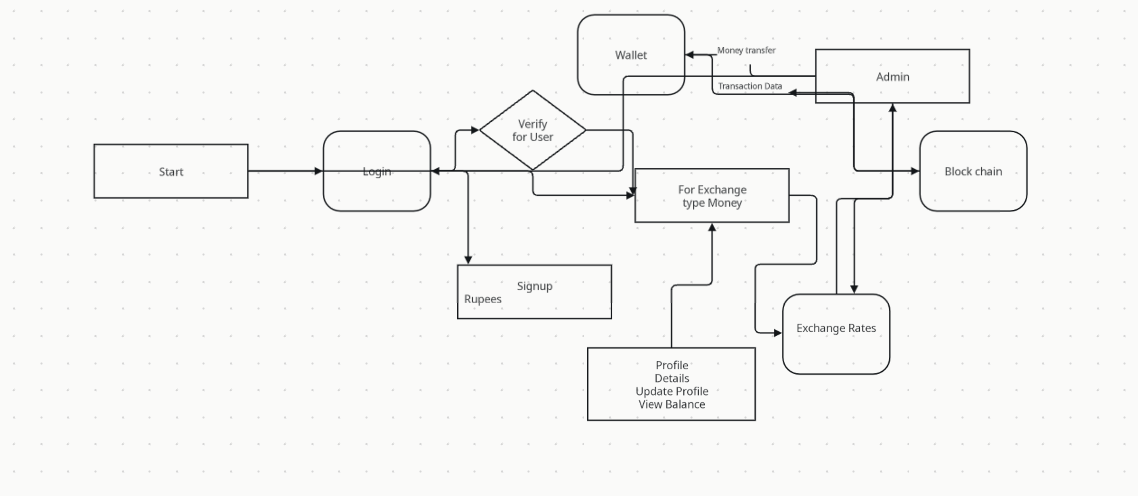 Wallet
Money transfer
Admin
Transaction Data
Verify
for User
Start
Login
Block chain
For Exchange
type Money
Signup
Rupees
Exchange Rates
Profile
Details
Update Profile
View Balance